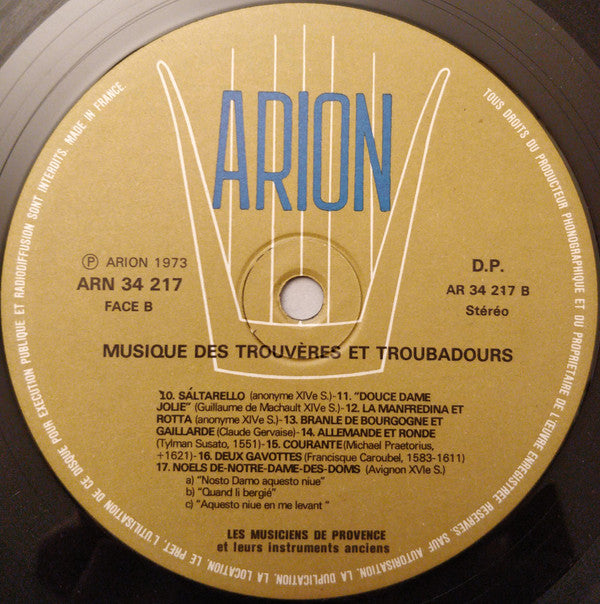 ARION
Ⓟ ARION 1973
ARN 34 217
FACE B
D.P.
AR 34 217 B
Stéréo
MUSIQUE DES TROUVÈRES ET TROUBADOURS
10. SÁLTARELLO (anonyme XIVe S.)-11. "DOUCE DAME
JOLIE" (Guillaume de Machault XIVe S.)-12. LA MANFREDINA ET
ROTTA (anonyme XIVe S.)-13. BRANLE DE BOURGOGNE ET
GAILLARDE (Claude Gervaise)-14. ALLEMANDE ET RONDE
(Tylman Susato, 1551)-15. COURANTE (Michael Praetorius,
+1621)-16. DEUX GAVOTTES (Francisque Caroubel, 1583-1611)
17. NOELS DE-NOTRE-DAME-DES-DOMS (Avignon XVIe S.)
a) "Nosto Damo aquesto niue"
b) "Quand li bergié"
c) "Aquesto niue en me levant"
LES MUSICIENS DE PROVENCE
et leurs instruments anciens
TOUS DROITS DU PRODUCTEUR PHONOGRAPHIQUE ET DU PROPRIETAIRE DE L'ŒUVRE ENREGISTREE RESERVES. SAUF AUTORISATION, LA DUPLICATION, LA LOCATION, LE PRET, L'UTILISATION DE CE DISQUE POUR EXECUTION PUBLIQUE ET RADIODIFFUSION SONT INTERDITS. MADE IN FRANCE.